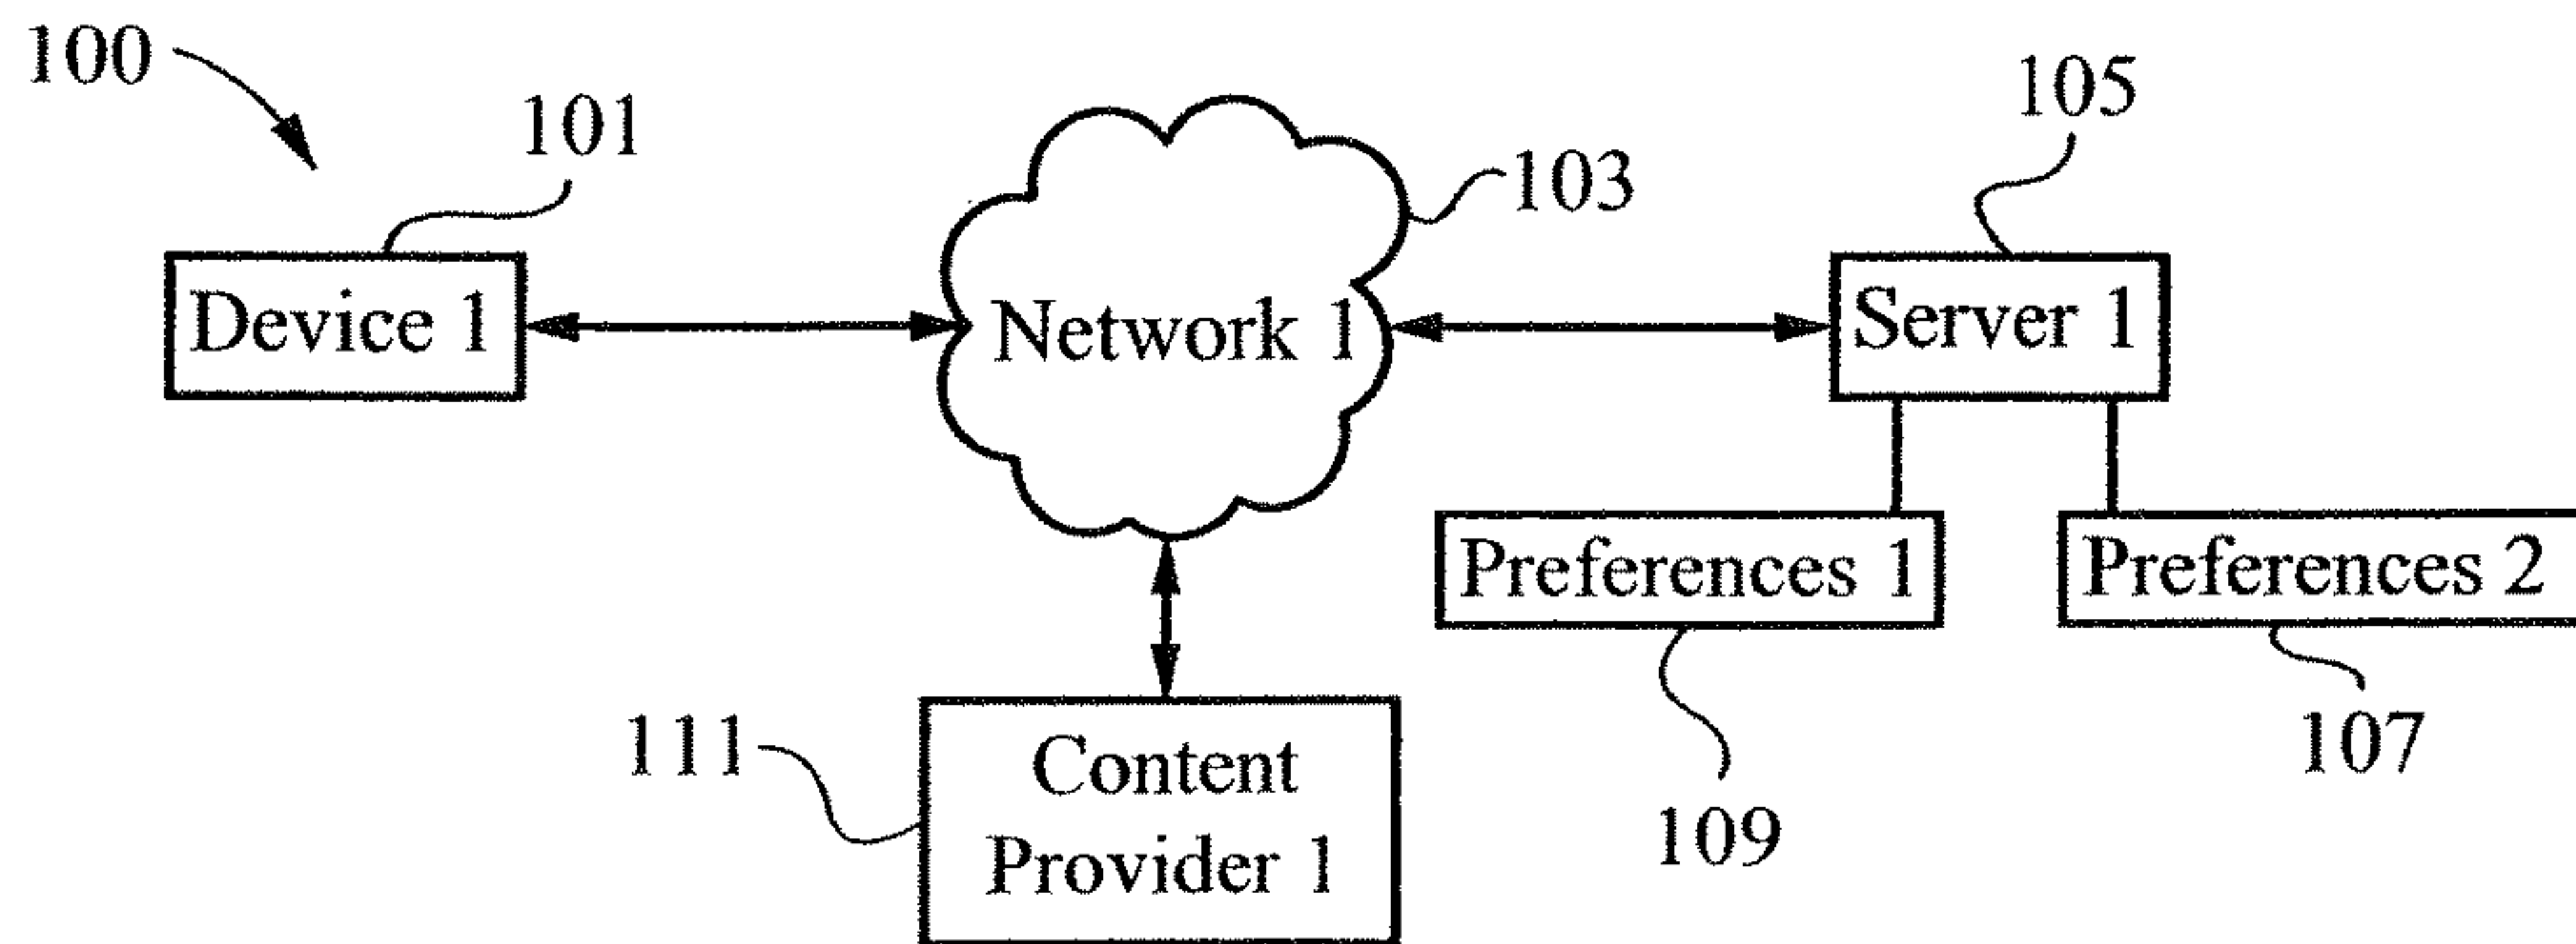 100
101
105
103
Device 1
Network 1
Server 1
Preferences 1
Preferences 2
111
Content
Provider 1
109
107